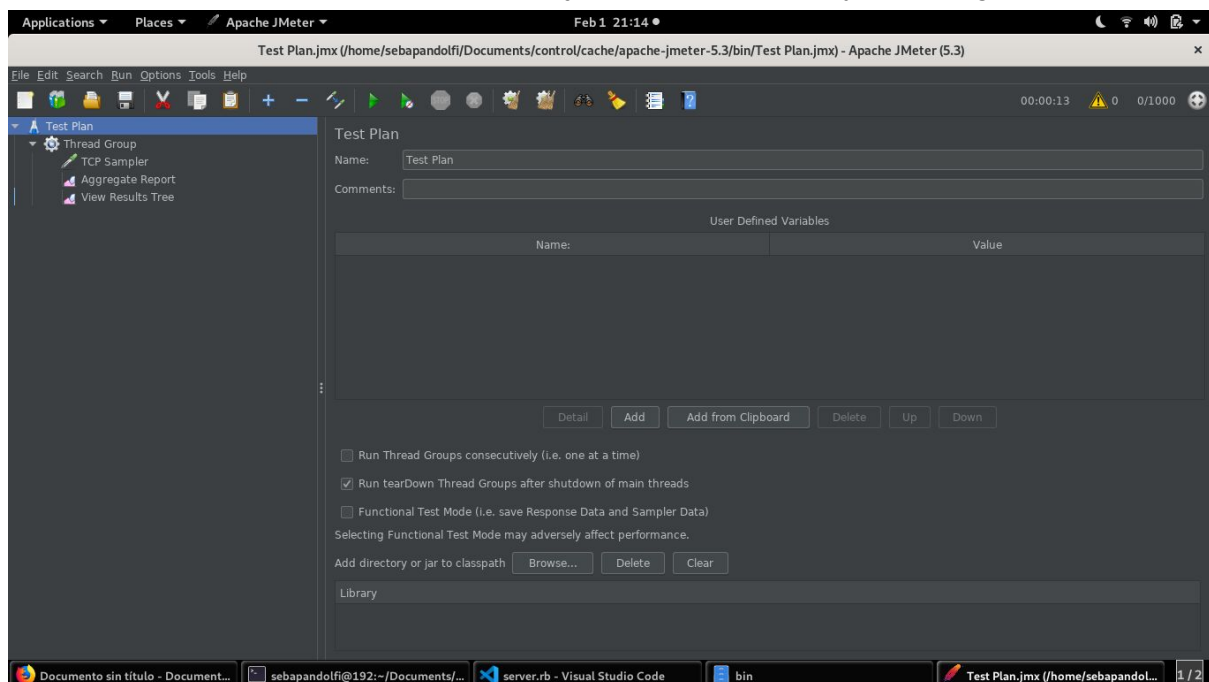 Applications Places Apache JMeter Feb 1 21:14
Test Plan.jmx (/home/sebapandolfi/Documents/control/cache/apache-jmeter-5.3/bin/Test Plan.jmx) - Apache JMeter (5.3) ×
File Edit Search Run Options Tools Help
00:00:13 0 0/1000
Test Plan
Thread Group
TCP Sampler
Aggregate Report
View Results Tree
Test Plan
Name: Test Plan
Comments:
User Defined Variables
Name: Value
Detail Add Add from Clipboard Delete Up Down
Run Thread Groups consecutively (i.e. one at a time)
Run tearDown Thread Groups after shutdown of main threads
Functional Test Mode (i.e. save Response Data and Sampler Data)
Selecting Functional Test Mode may adversely affect performance.
Add directory or jar to classpath Browse... Delete Clear
Library
Documento sin título - Document... sebapandolfi@192:~/Documents/... server.rb - Visual Studio Code bin Test Plan.jmx (/home/sebapandol... 1/2